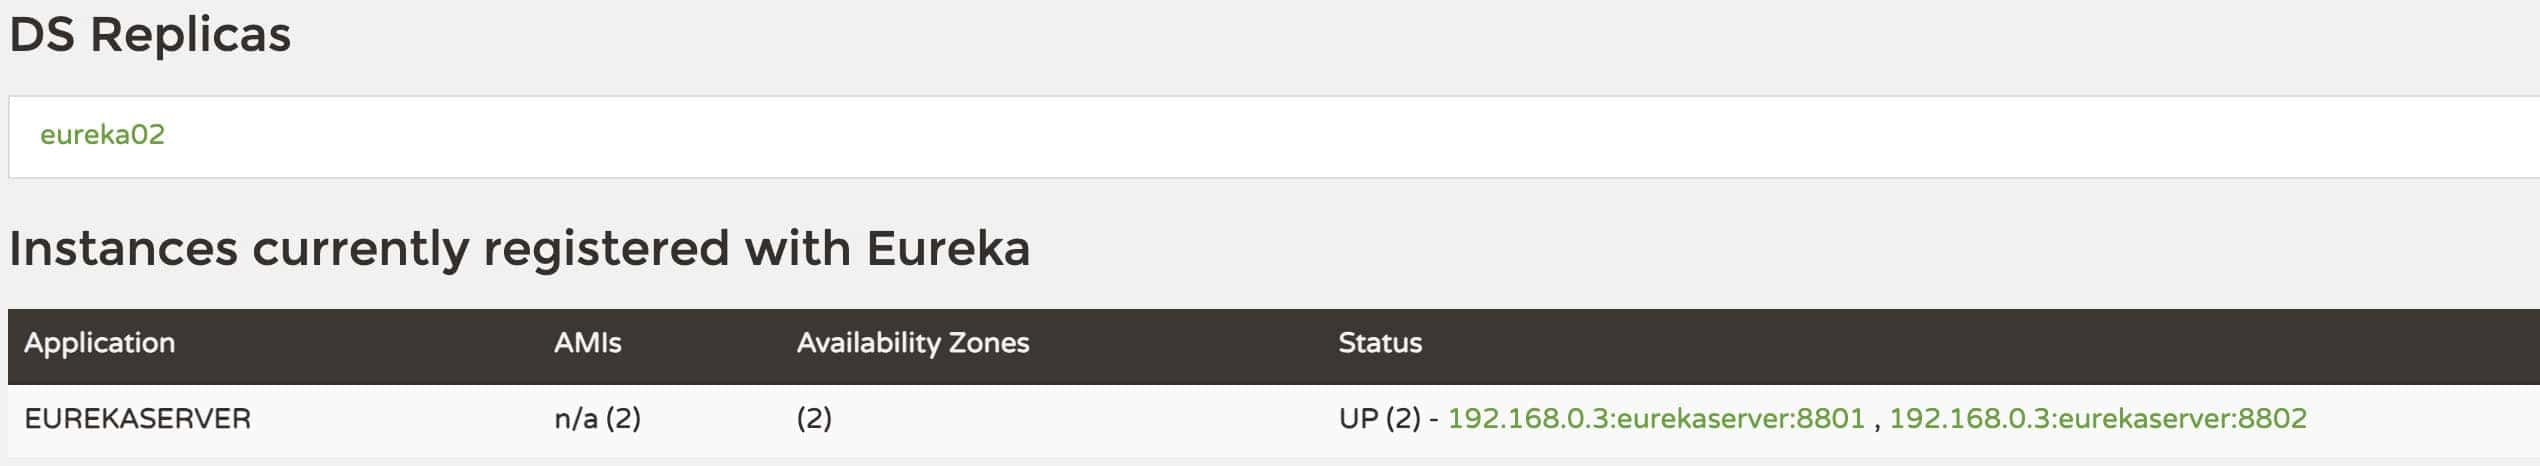 DS Replicas
eureka02
Instances currently registered with Eureka
Application AMIs Availability Zones Status
EUREKASERVER n/a (2) (2) UP (2) - 192.168.0.3:eurekaserver:8801 , 192.168.0.3:eurekaserver:8802